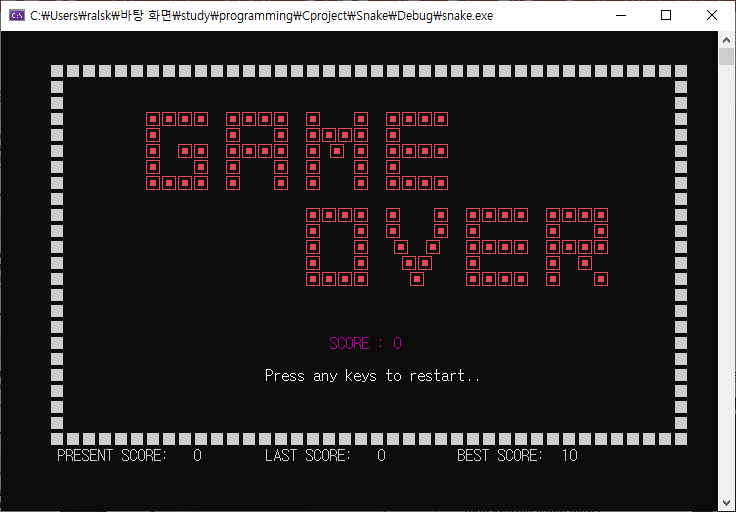 C:₩Users₩ralsk₩바탕 화면₩study₩programming₩Cproject₩Snake₩Debug₩snake.exe
GAME
OVER
SCORE : 0
Press any keys to restart..
PRESENT SCORE: 0 LAST SCORE: 0 BEST SCORE: 10